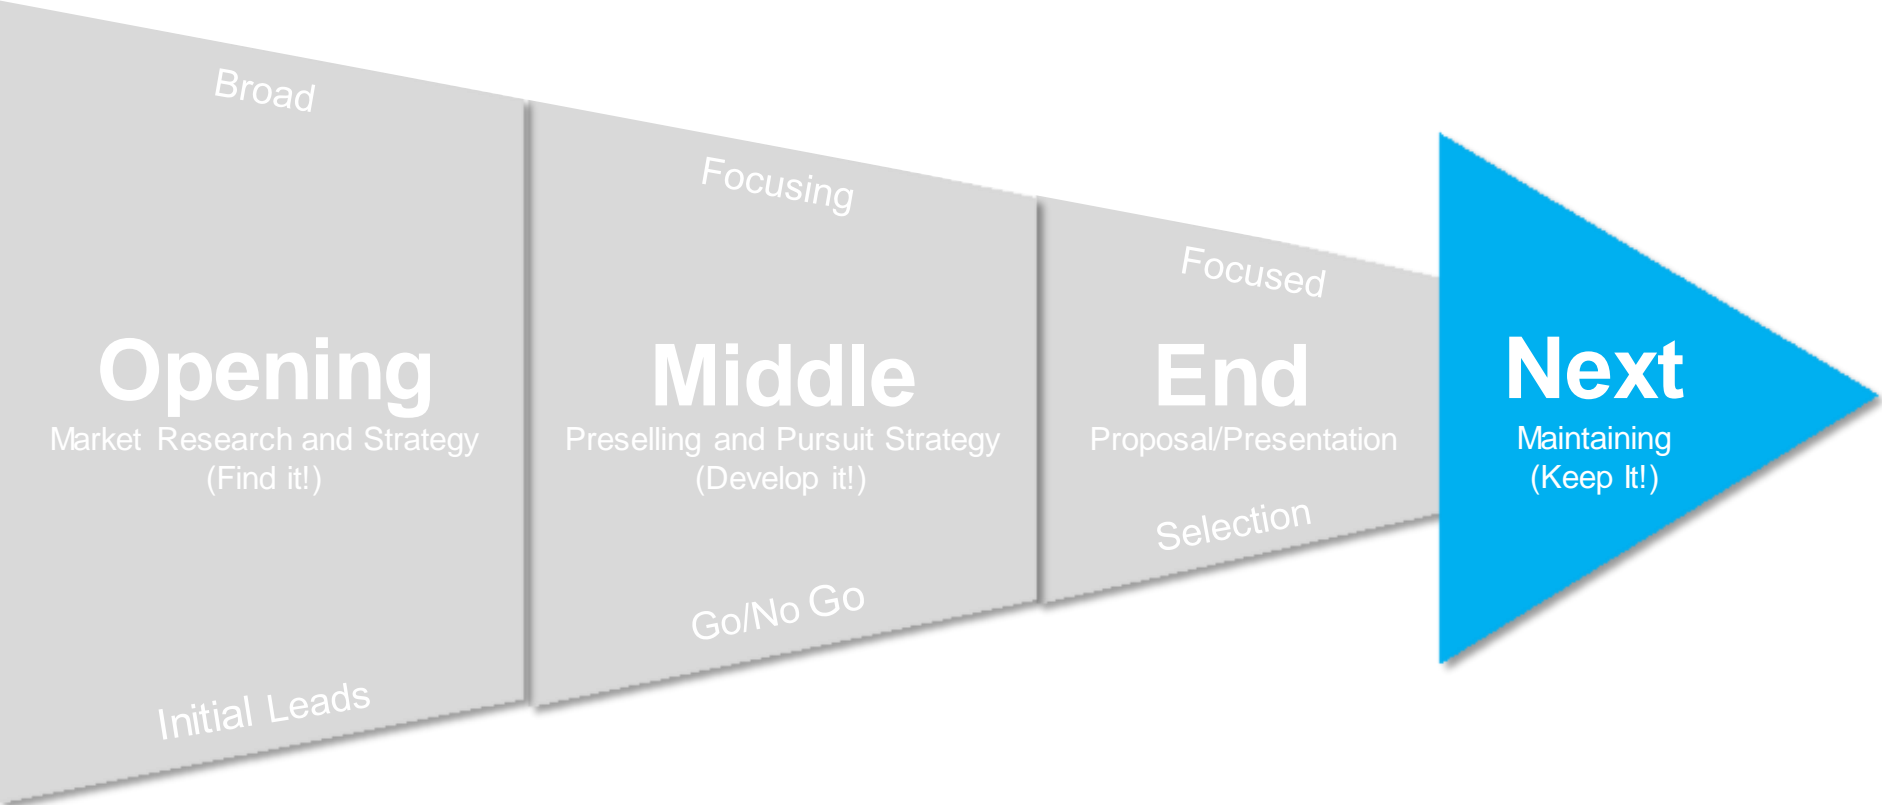 Broad
Opening
Market Research and Strategy
(Find it!)
Initial Leads
Focusing
Middle
Preselling and Pursuit Strategy
(Develop it!)
Go/No Go
Focused
End
Proposal/Presentation
Selection
Next
Maintaining
(Keep It!)